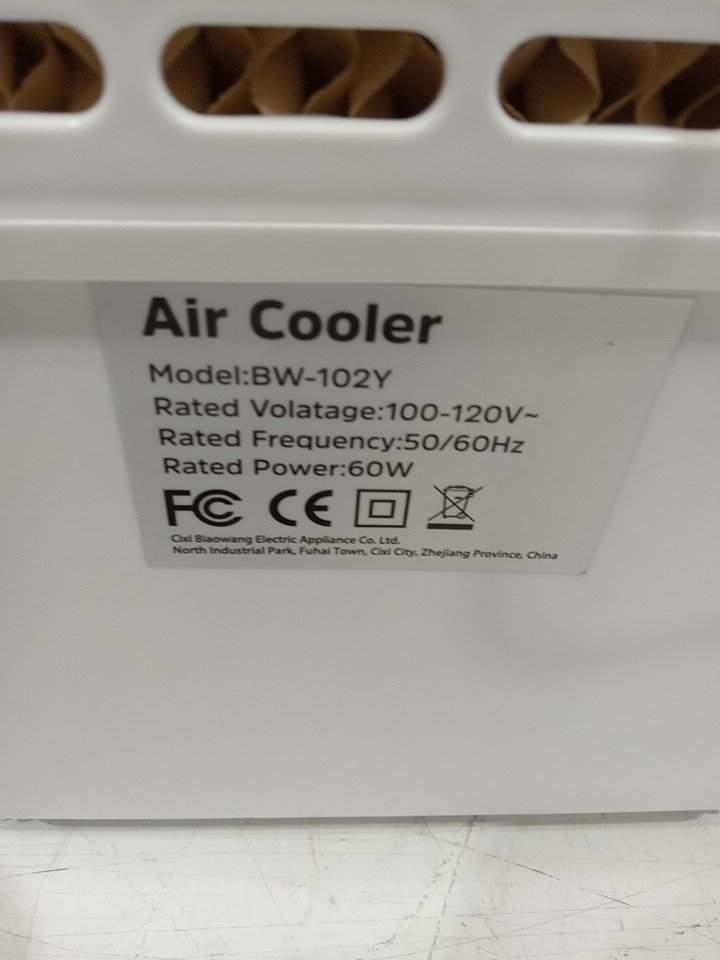 Air Cooler
Model:BW-102Y
Rated Volatage:100-120V~
Rated Frequency:50/60Hz
Rated Power:60W
FC CE
Cixi Biaowang Electric Appliance Co. Ltd.
North Industrial Park, Fuhai Town, Cixi City, Zhejiang Province, China